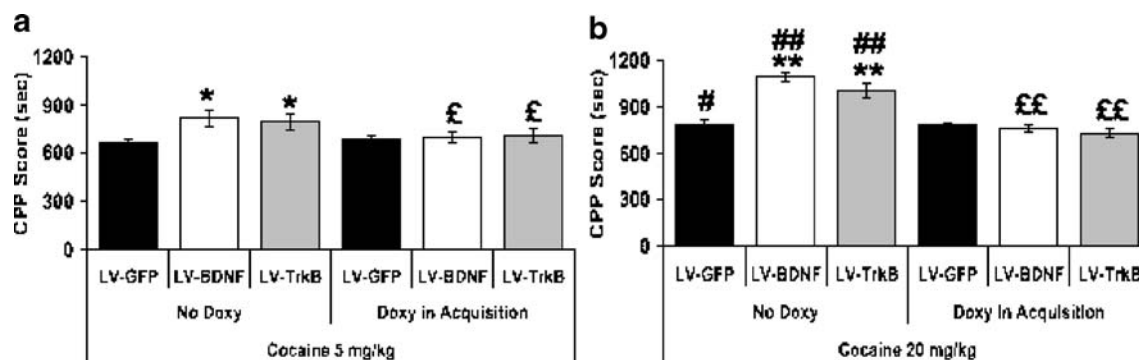 a
CPP Score (sec)
1200
900
600
300
0
* * £ £
LV-GFP LV-BDNF LV-TrkB LV-GFP LV-BDNF LV-TrkB
No Doxy Doxy in Acquisition
Cocaine 5 mg/kg
b
CPP Score (sec)
1200
900
600
300
0
## ##
# ** ** ££ ££
LV-GFP LV-BDNF LV-TrkB LV-GFP LV-BDNF LV-TrkB
No Doxy Doxy in Acquisition
Cocaine 20 mg/kg